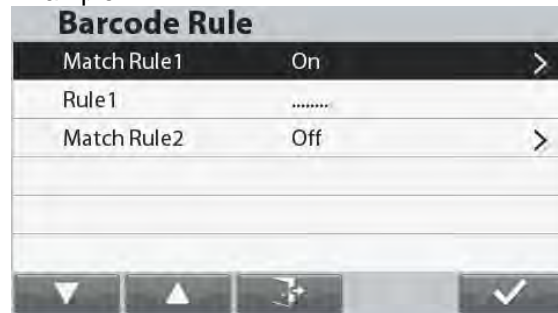 Barcode Rule
Match Rule1 On >
Rule1 ........
Match Rule2 Off >